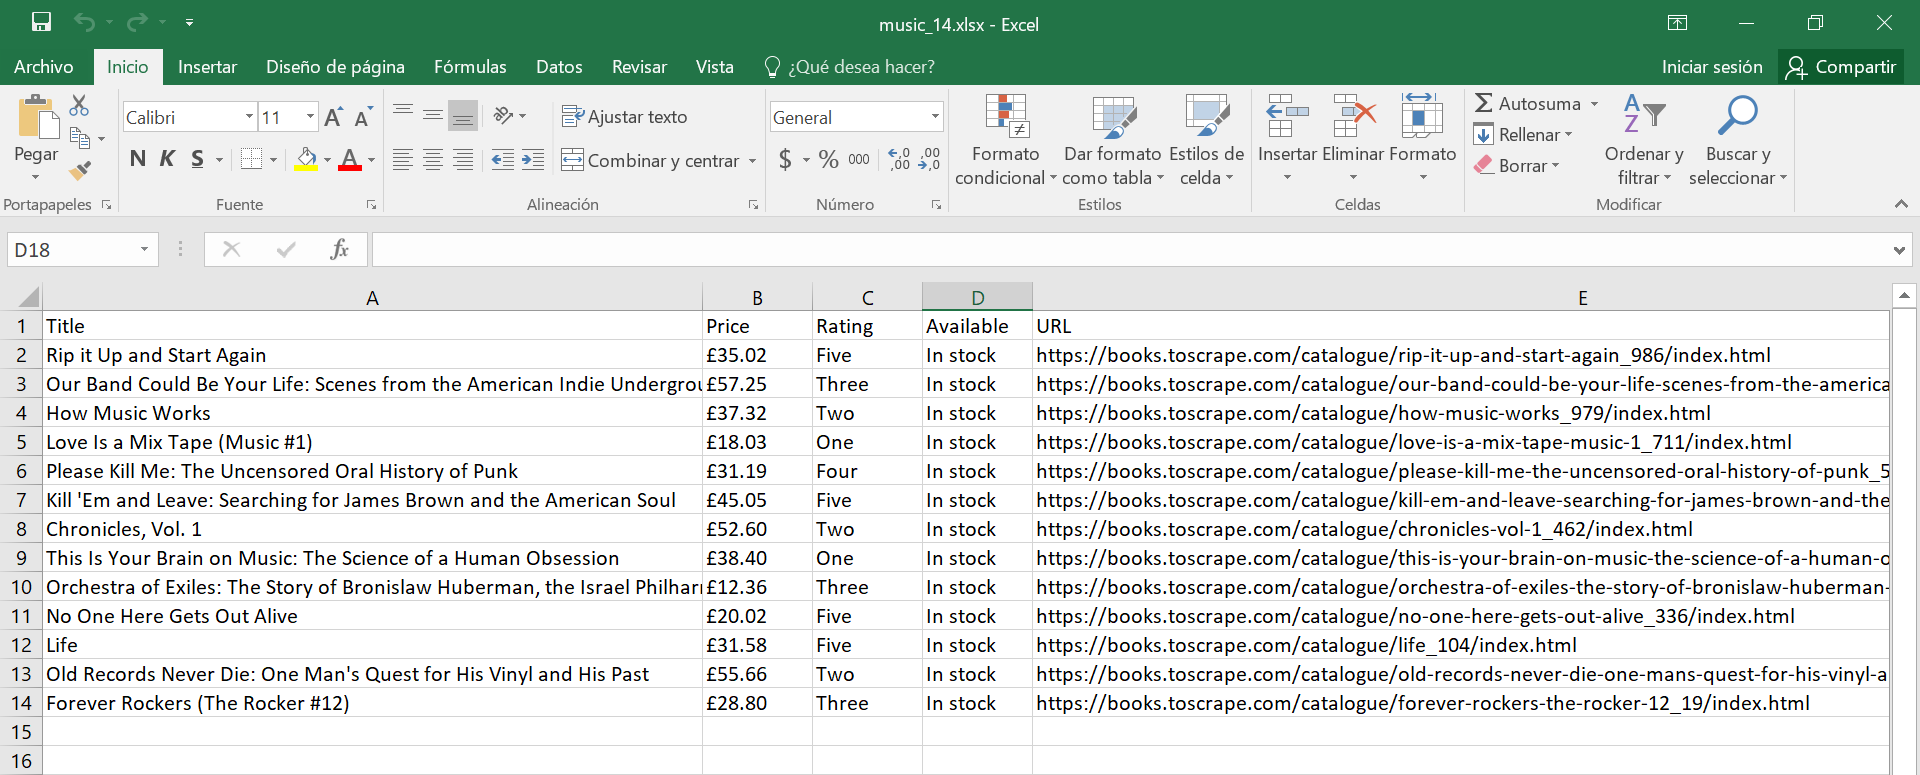 music_14.xlsx - Excel
Archivo Inicio Insertar Diseño de página Fórmulas Datos Revisar Vista ¿Qué desea hacer? Iniciar sesión Compartir
Calibri 11 Ajustar texto General Autosuma
Rellenar
Pegar N K S A Combinar y centrar $ % 000 Formato condicional Dar formato como tabla Estilos de celda Insertar Eliminar Formato Borrar Ordenar y filtrar Buscar y seleccionar
Portapapeles Fuente Alineación Número Estilos Celdas Modificar
D18 fx
A B C D E
1 Title Price Rating Available URL
2 Rip it Up and Start Again £35.02 Five In stock https://books.toscrape.com/catalogue/rip-it-up-and-start-again_986/index.html
3 Our Band Could Be Your Life: Scenes from the American Indie Undergrou £57.25 Three In stock https://books.toscrape.com/catalogue/our-band-could-be-your-life-scenes-from-the-america
4 How Music Works £37.32 Two In stock https://books.toscrape.com/catalogue/how-music-works_979/index.html
5 Love Is a Mix Tape (Music #1) £18.03 One In stock https://books.toscrape.com/catalogue/love-is-a-mix-tape-music-1_711/index.html
6 Please Kill Me: The Uncensored Oral History of Punk £31.19 Four In stock https://books.toscrape.com/catalogue/please-kill-me-the-uncensored-oral-history-of-punk_5
7 Kill 'Em and Leave: Searching for James Brown and the American Soul £45.05 Five In stock https://books.toscrape.com/catalogue/kill-em-and-leave-searching-for-james-brown-and-the
8 Chronicles, Vol. 1 £52.60 Two In stock https://books.toscrape.com/catalogue/chronicles-vol-1_462/index.html
9 This Is Your Brain on Music: The Science of a Human Obsession £38.40 One In stock https://books.toscrape.com/catalogue/this-is-your-brain-on-music-the-science-of-a-human-o
10 Orchestra of Exiles: The Story of Bronislaw Huberman, the Israel Philhar £12.36 Three In stock https://books.toscrape.com/catalogue/orchestra-of-exiles-the-story-of-bronislaw-huberman-
11 No One Here Gets Out Alive £20.02 Five In stock https://books.toscrape.com/catalogue/no-one-here-gets-out-alive_336/index.html
12 Life £31.58 Five In stock https://books.toscrape.com/catalogue/life_104/index.html
13 Old Records Never Die: One Man's Quest for His Vinyl and His Past £55.66 Two In stock https://books.toscrape.com/catalogue/old-records-never-die-one-mans-quest-for-his-vinyl-a
14 Forever Rockers (The Rocker #12) £28.80 Three In stock https://books.toscrape.com/catalogue/forever-rockers-the-rocker-12_19/index.html
15
16